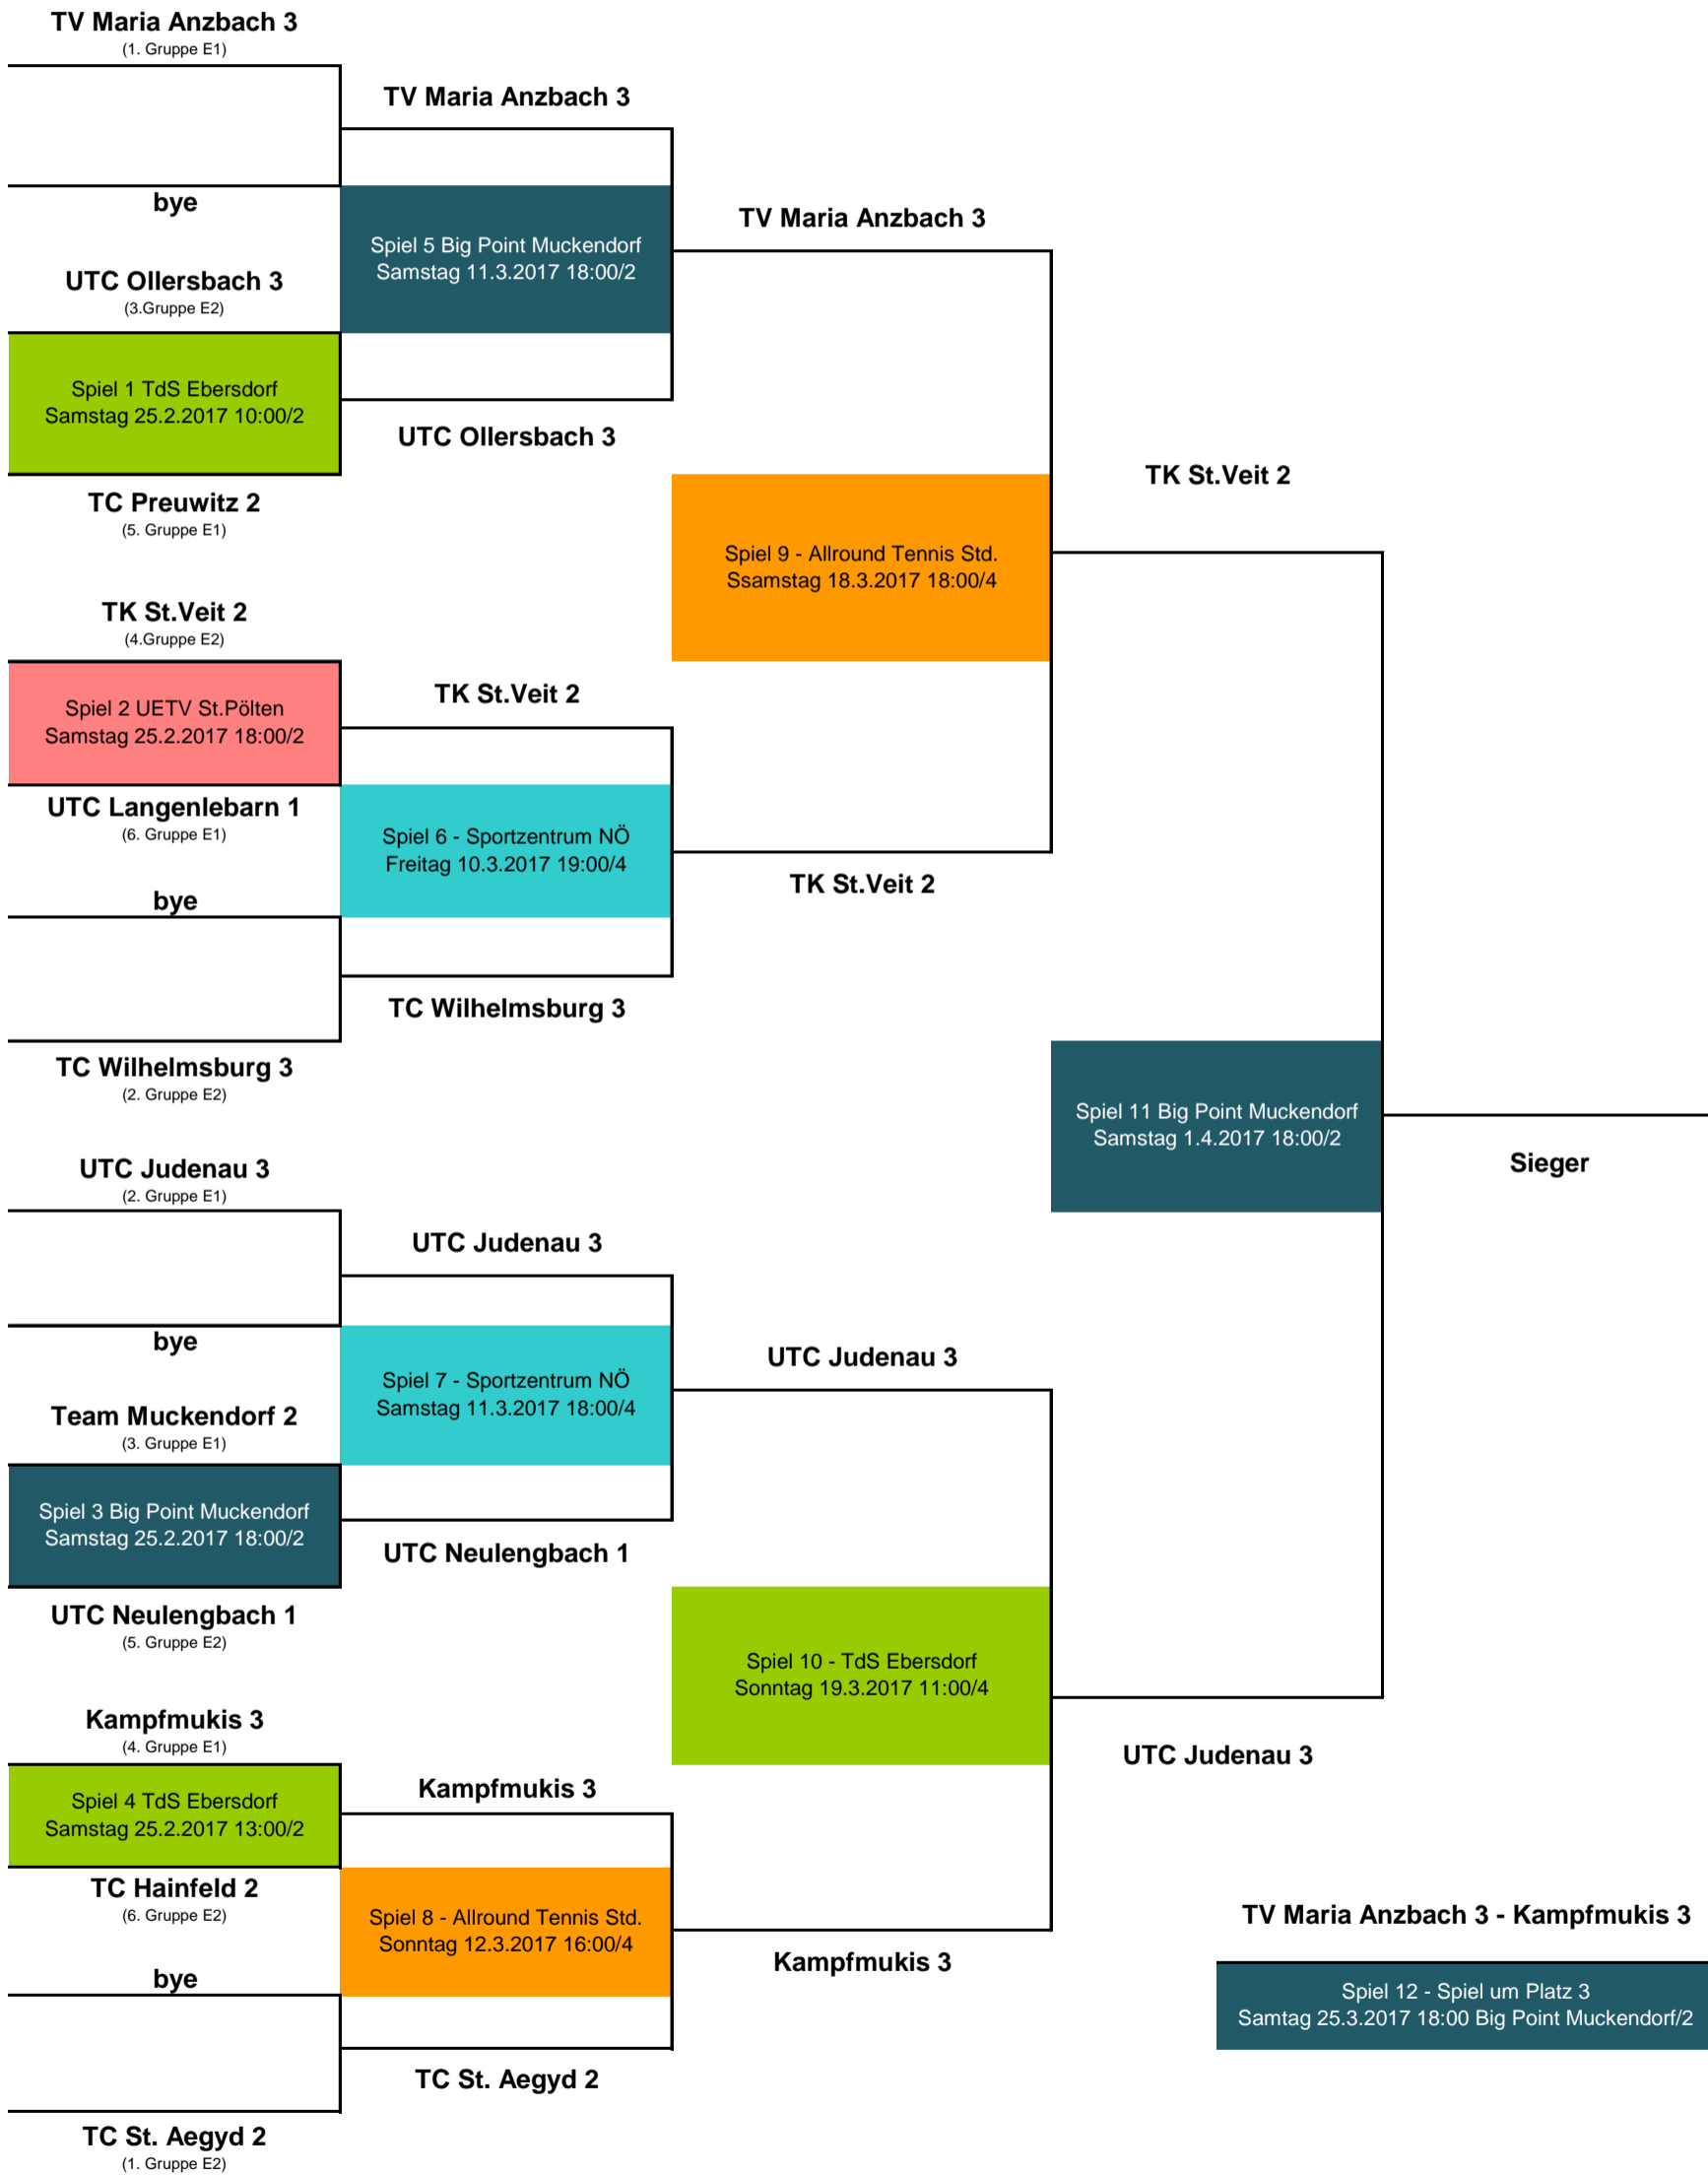 TV Maria Anzbach 3
(1. Gruppe E1)
TV Maria Anzbach 3
bye
Spiel 5 Big Point Muckendorf
Samstag 11.3.2017 18:00/2
TV Maria Anzbach 3
UTC Ollersbach 3
(3.Gruppe E2)
Spiel 1 TdS Ebersdorf
Samstag 25.2.2017 10:00/2
UTC Ollersbach 3
TC Preuwitz 2
(5. Gruppe E1)
TK St.Veit 2
Spiel 9 - Allround Tennis Std.
Ssamstag 18.3.2017 18:00/4
TK St.Veit 2
(4.Gruppe E2)
Spiel 2 UETV St.Pölten
Samstag 25.2.2017 18:00/2
TK St.Veit 2
UTC Langenlebarn 1
(6. Gruppe E1)
Spiel 6 - Sportzentrum NÖ
Freitag 10.3.2017 19:00/4
TK St.Veit 2
bye
TC Wilhelmsburg 3
TC Wilhelmsburg 3
(2. Gruppe E2)
Spiel 11 Big Point Muckendorf
Samstag 1.4.2017 18:00/2
Sieger
UTC Judenau 3
(2. Gruppe E1)
UTC Judenau 3
bye
Spiel 7 - Sportzentrum NÖ
Samstag 11.3.2017 18:00/4
UTC Judenau 3
Team Muckendorf 2
(3. Gruppe E1)
Spiel 3 Big Point Muckendorf
Samstag 25.2.2017 18:00/2
UTC Neulengbach 1
UTC Neulengbach 1
(5. Gruppe E2)
Spiel 10 - TdS Ebersdorf
Sonntag 19.3.2017 11:00/4
Kampfmukis 3
(4. Gruppe E1)
UTC Judenau 3
Spiel 4 TdS Ebersdorf
Samstag 25.2.2017 13:00/2
Kampfmukis 3
TC Hainfeld 2
(6. Gruppe E2)
Spiel 8 - Allround Tennis Std.
Sonntag 12.3.2017 16:00/4
Kampfmukis 3
bye
TC St. Aegyd 2
TC St. Aegyd 2
(1. Gruppe E2)
TV Maria Anzbach 3 - Kampfmukis 3
Spiel 12 - Spiel um Platz 3
Samtag 25.3.2017 18:00 Big Point Muckendorf/2